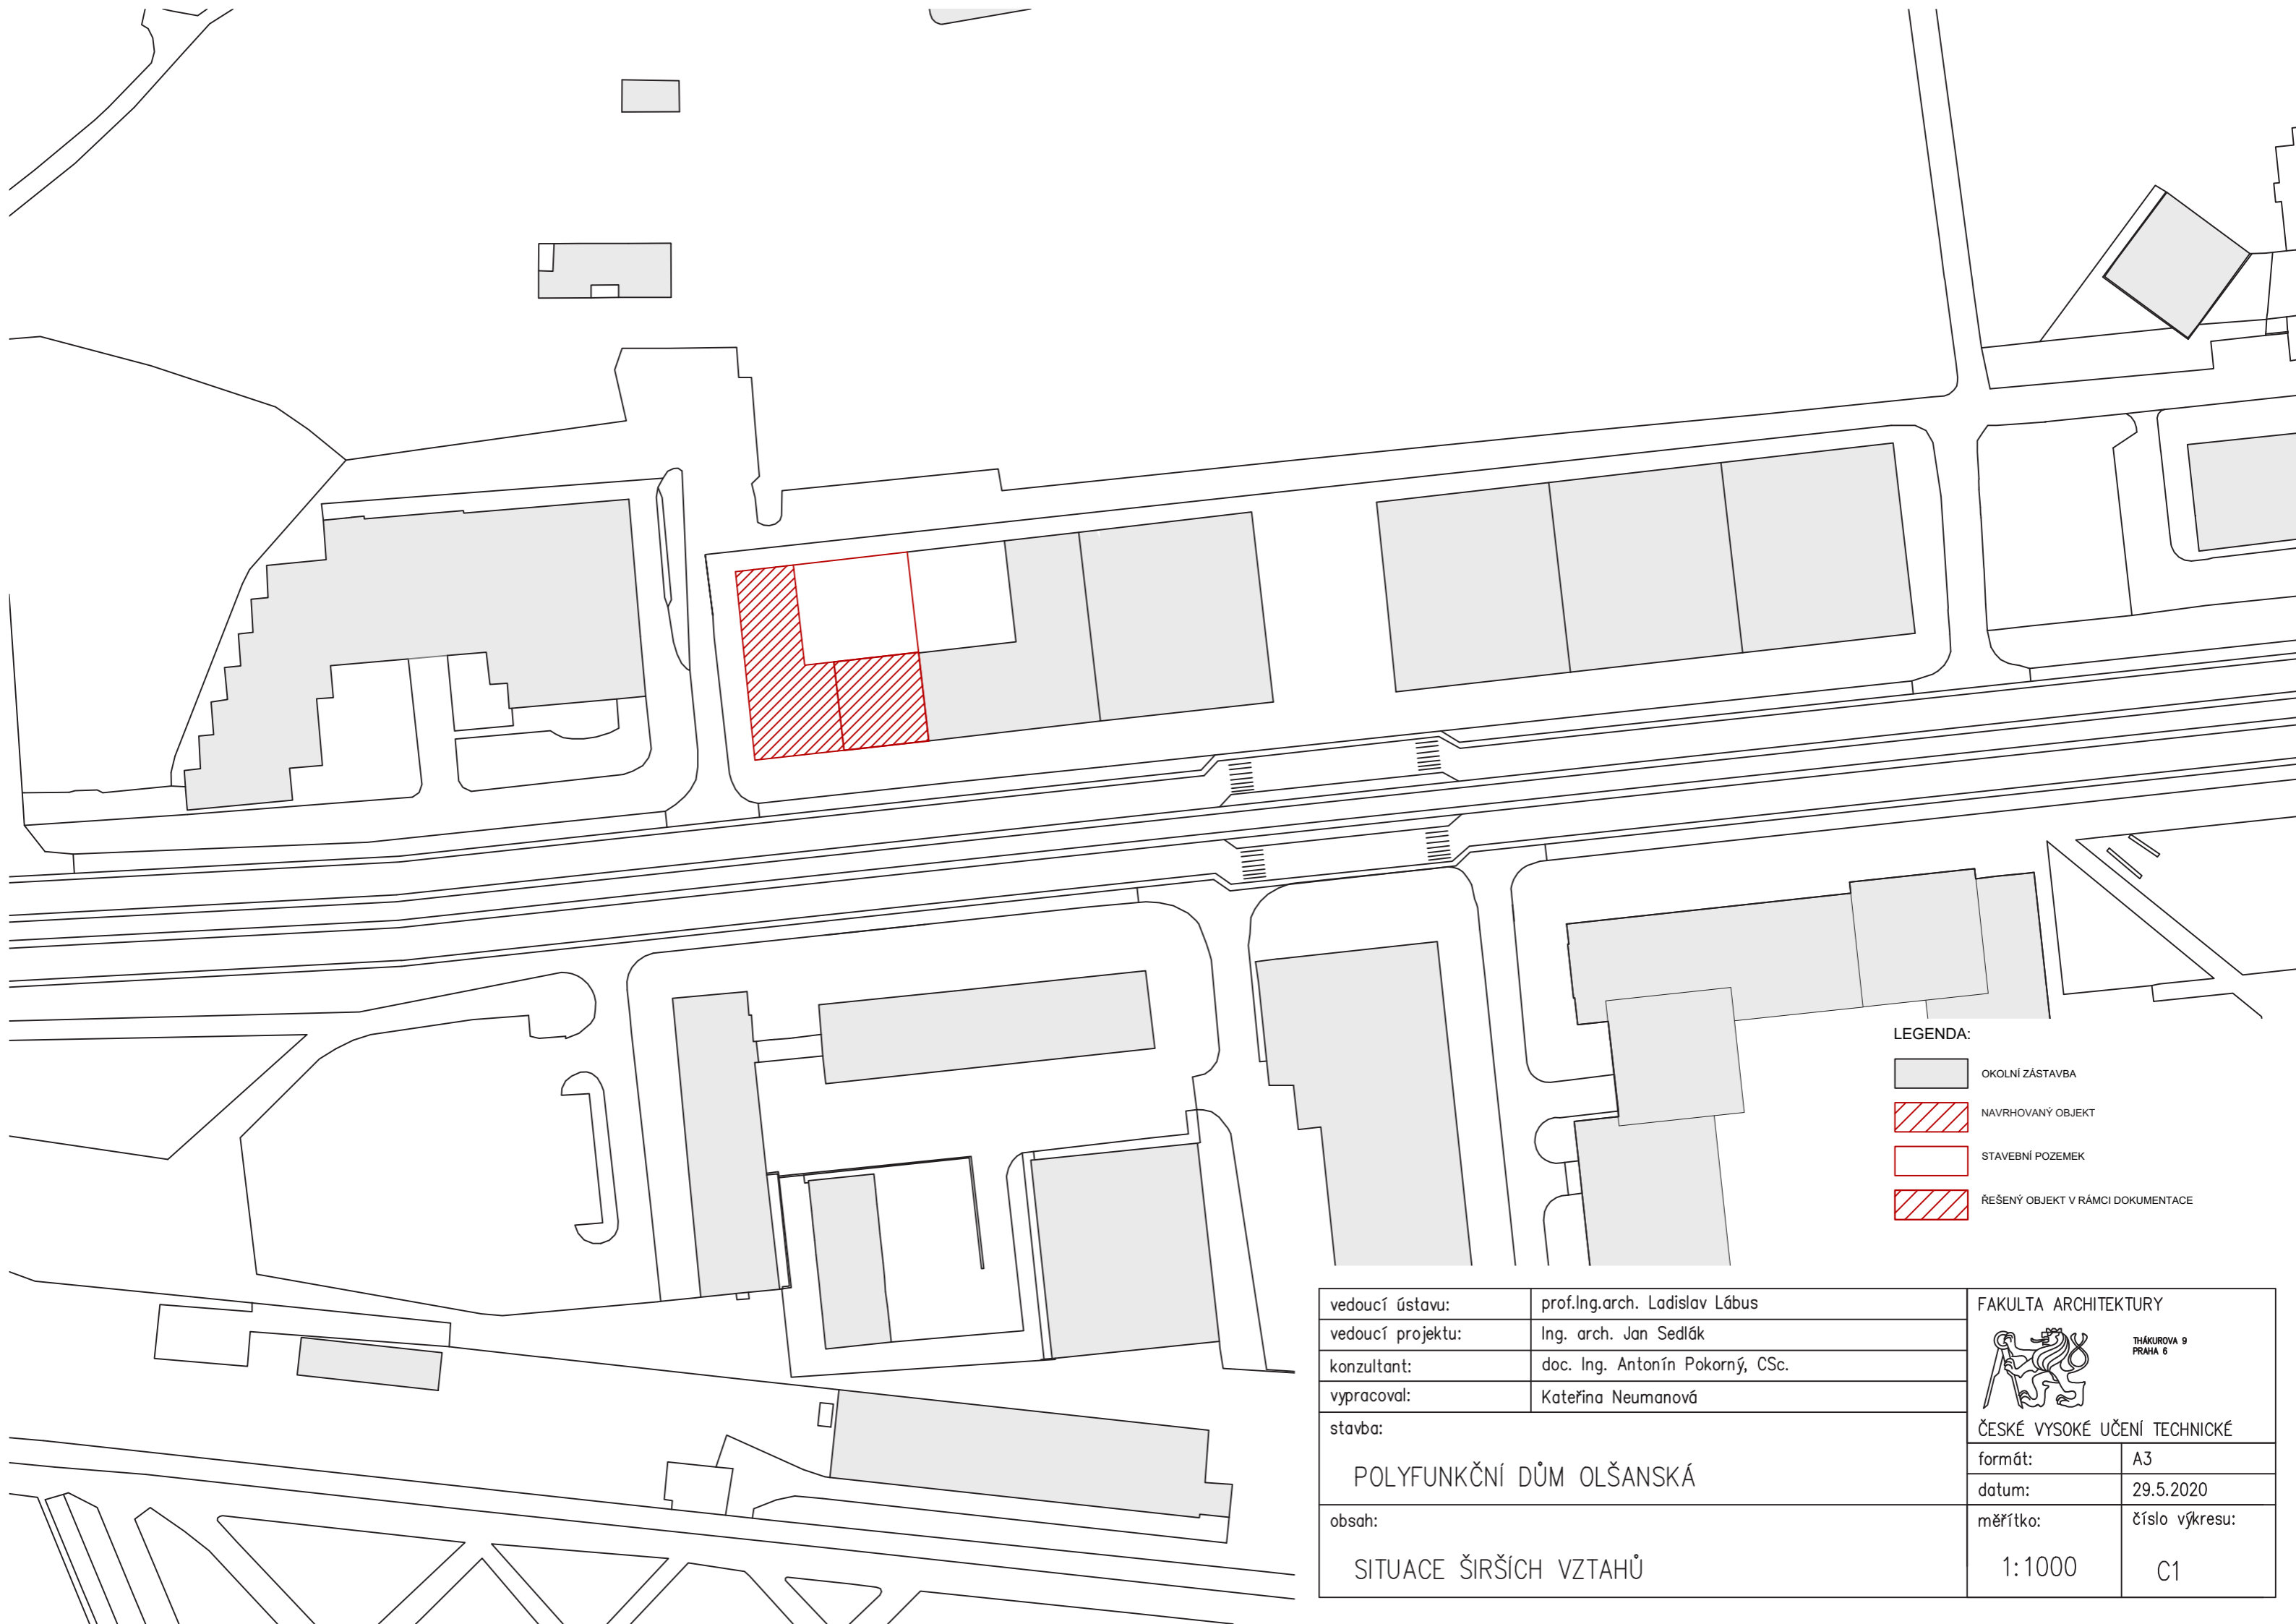 LEGENDA:
OKOLNÍ ZÁSTAVBA
NAVRHOVANÝ OBJEKT
STAVEBNÍ POZEMEK
ŘEŠENÝ OBJEKT V RÁMCI DOKUMENTACE
vedoucí ústavu: prof.Ing.arch. Ladislav Lábus
vedoucí projektu: Ing. arch. Jan Sedlák
konzultant: doc. Ing. Antonín Pokorný, CSc.
vypracoval: Kateřina Neumanová
stavba:
POLYFUNKČNÍ DŮM OLŠANSKÁ
obsah:
SITUACE ŠIRŠÍCH VZTAHŮ
FAKULTA ARCHITEKTURY
THÁKUROVA 9
PRAHA 6
ČESKÉ VYSOKÉ UČENÍ TECHNICKÉ
formát: A3
datum: 29.5.2020
měřítko: číslo výkresu:
1:1000 C1